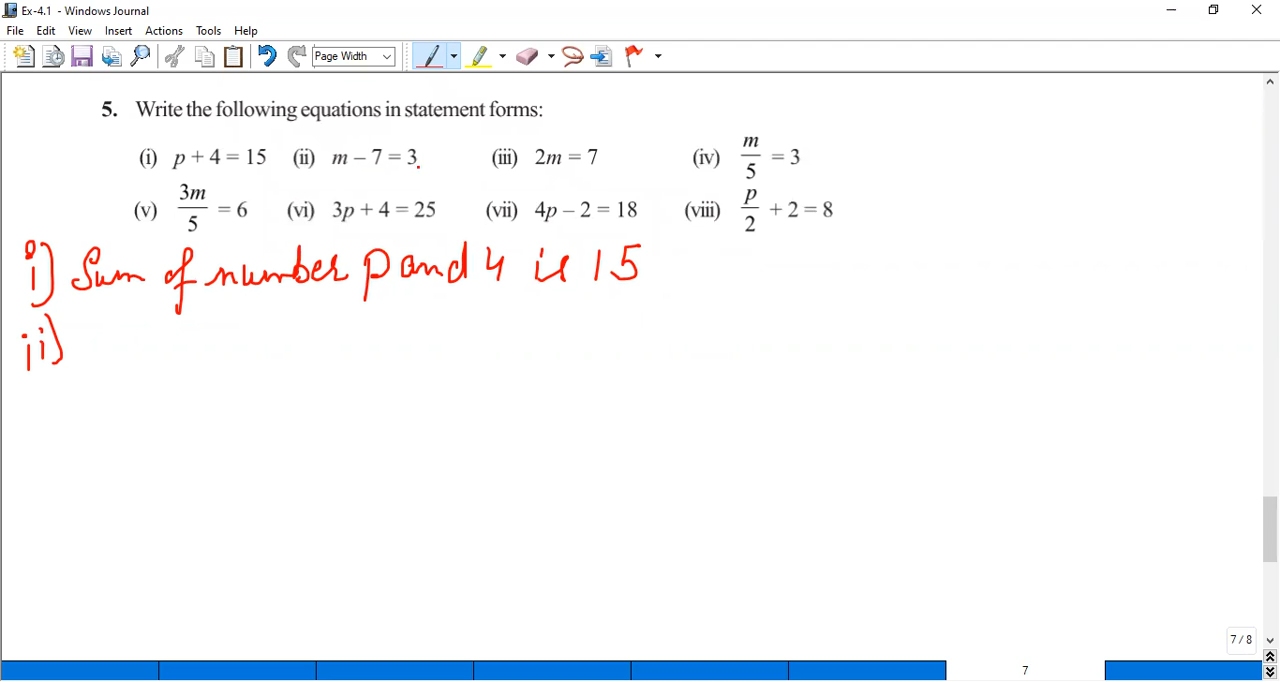 Ex-4.1 - Windows Journal
File Edit View Insert Actions Tools Help
Page Width
5. Write the following equations in statement forms:
(i) p + 4 = 15 (ii) m – 7 = 3 (iii) 2m = 7 (iv) m/5 = 3
(v) 3m/5 = 6 (vi) 3p + 4 = 25 (vii) 4p – 2 = 18 (viii) p/2 + 2 = 8
i) Sum of number p and 4 is 15
ii)
7 / 8
7